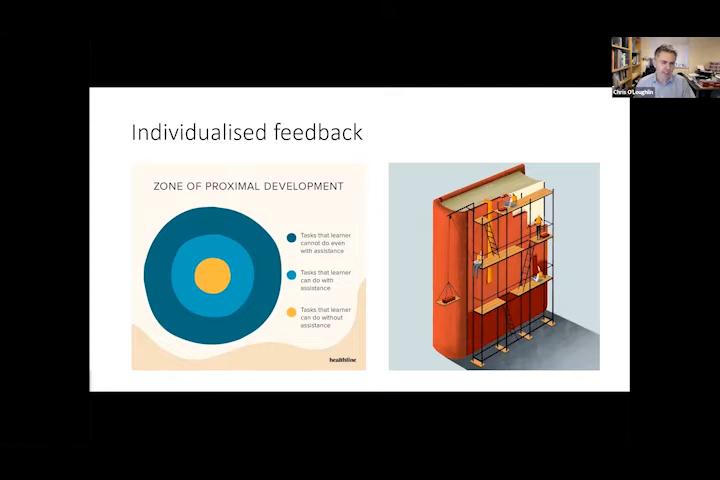 Chris O'Loughlin
Individualised feedback
ZONE OF PROXIMAL DEVELOPMENT
Tasks that learner
cannot do even
with assistance
Tasks that learner
can do with
assistance
Tasks that learner
can do without
assistance
healthline